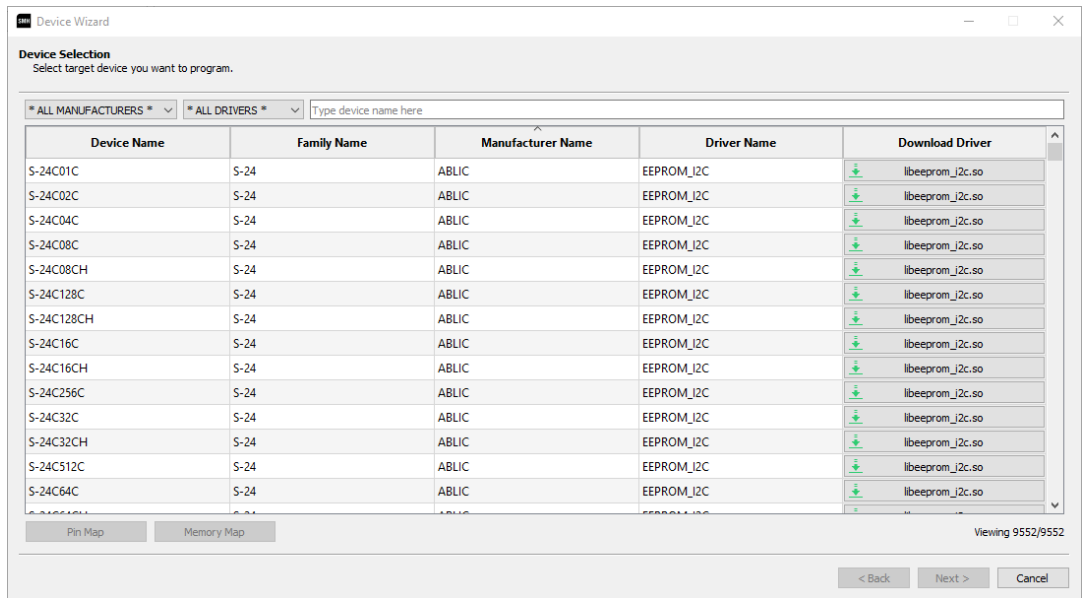 SMH Device Wizard
Device Selection
Select target device you want to program.
* ALL MANUFACTURERS * * ALL DRIVERS * Type device name here
Device Name Family Name Manufacturer Name Driver Name Download Driver
S-24C01C S-24 ABLIC EEPROM_I2C libeeprom_i2c.so
S-24C02C S-24 ABLIC EEPROM_I2C libeeprom_i2c.so
S-24C04C S-24 ABLIC EEPROM_I2C libeeprom_i2c.so
S-24C08C S-24 ABLIC EEPROM_I2C libeeprom_i2c.so
S-24C08CH S-24 ABLIC EEPROM_I2C libeeprom_i2c.so
S-24C128C S-24 ABLIC EEPROM_I2C libeeprom_i2c.so
S-24C128CH S-24 ABLIC EEPROM_I2C libeeprom_i2c.so
S-24C16C S-24 ABLIC EEPROM_I2C libeeprom_i2c.so
S-24C16CH S-24 ABLIC EEPROM_I2C libeeprom_i2c.so
S-24C256C S-24 ABLIC EEPROM_I2C libeeprom_i2c.so
S-24C32C S-24 ABLIC EEPROM_I2C libeeprom_i2c.so
S-24C32CH S-24 ABLIC EEPROM_I2C libeeprom_i2c.so
S-24C512C S-24 ABLIC EEPROM_I2C libeeprom_i2c.so
S-24C64C S-24 ABLIC EEPROM_I2C libeeprom_i2c.so
Pin Map Memory Map Viewing 9552/9552
< Back Next > Cancel